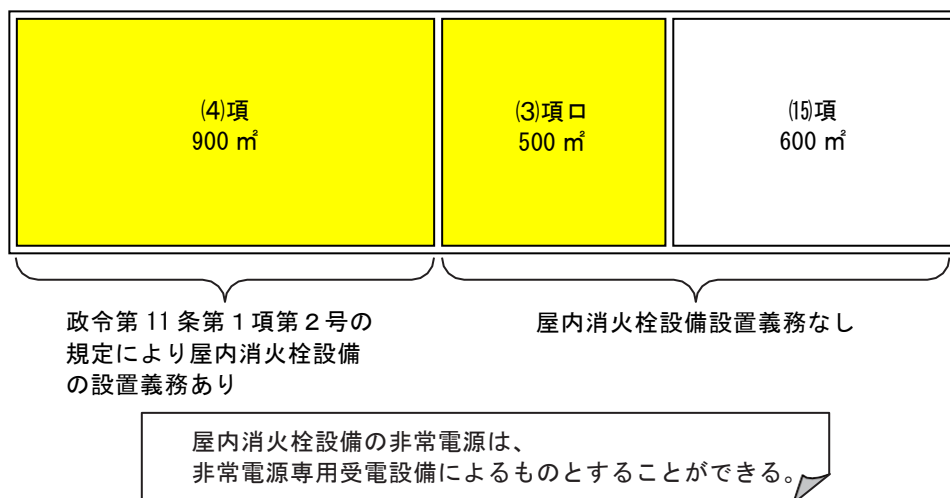 ⑷項
900 ㎡
⑶項ロ
500 ㎡
⒂項
600 ㎡
政令第 11 条第１項第２号の
規定により屋内消火栓設備
の設置義務あり
屋内消火栓設備設置義務なし
屋内消火栓設備の非常電源は、
非常電源専用受電設備によるものとすることができる。